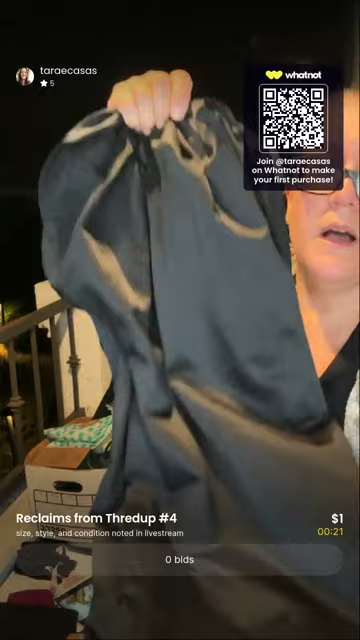 taraecasas
★ 5
whatnot
Join @taraecasas
on Whatnot to make
your first purchase!
Reclaims from Thredup #4
$1
size, style, and condition noted in livestream
00:21
0 bids